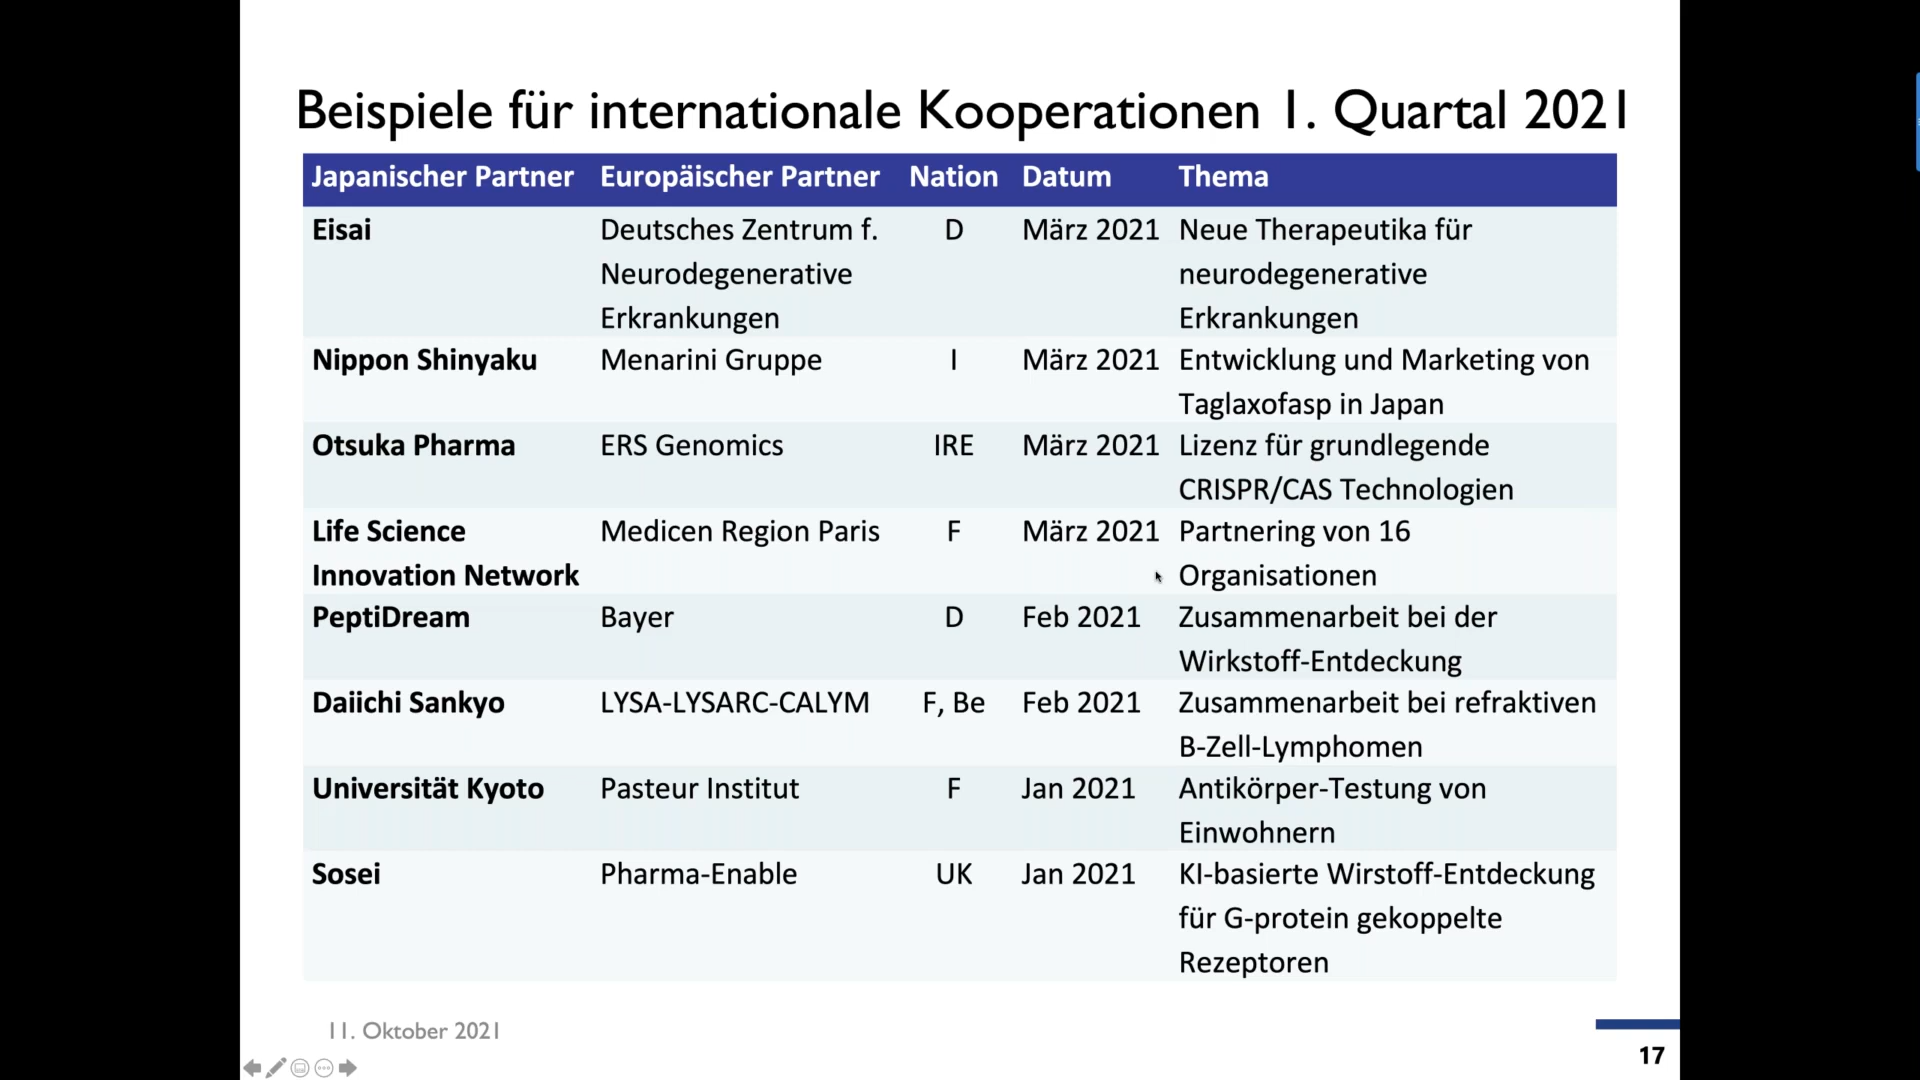 Beispiele für internationale Kooperationen 1. Quartal 2021
Japanischer Partner Europäischer Partner Nation Datum Thema
Eisai Deutsches Zentrum f. D März 2021 Neue Therapeutika für
Neurodegenerative neurodegenerative
Erkrankungen Erkrankungen
Nippon Shinyaku Menarini Gruppe I März 2021 Entwicklung und Marketing von
Taglaxofasp in Japan
Otsuka Pharma ERS Genomics IRE März 2021 Lizenz für grundlegende
CRISPR/CAS Technologien
Life Science Medicen Region Paris F März 2021 Partnering von 16
Innovation Network Organisationen
PeptiDream Bayer D Feb 2021 Zusammenarbeit bei der
Wirkstoff-Entdeckung
Daiichi Sankyo LYSA-LYSARC-CALYM F, Be Feb 2021 Zusammenarbeit bei refraktiven
B-Zell-Lymphomen
Universität Kyoto Pasteur Institut F Jan 2021 Antikörper-Testung von
Einwohnern
Sosei Pharma-Enable UK Jan 2021 KI-basierte Wirstoff-Entdeckung
für G-protein gekoppelte
Rezeptoren
11. Oktober 2021
17